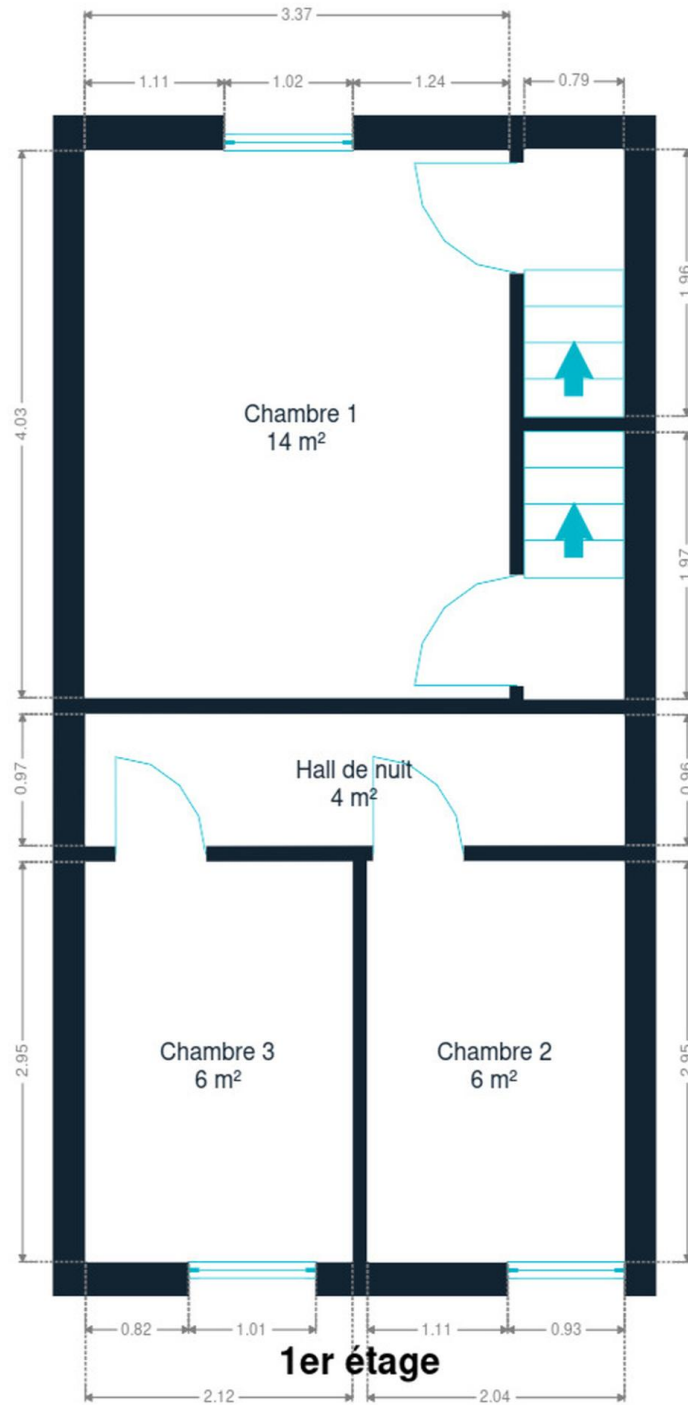 3.37
1.11 1.02 1.24 0.79
4.03
1.96
Chambre 1
14 m²
1.97
0.97
Hall de nuit
4 m²
0.96
2.95
Chambre 3
6 m²
Chambre 2
6 m²
2.95
0.82 1.01 1.11 0.93
1er étage
2.12 2.04